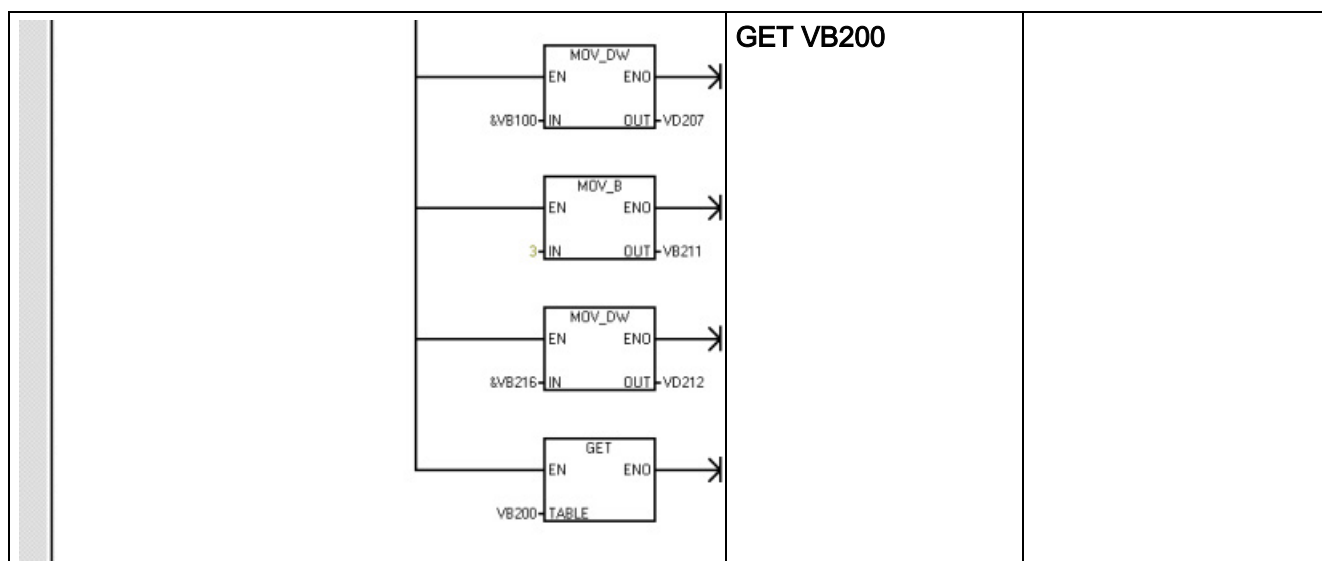 GET VB200
MOV_DW
EN ENO
&VB100 IN OUT VD207
MOV_B
EN ENO
3 IN OUT VB211
MOV_DW
EN ENO
&VB216 IN OUT VD212
GET
EN ENO
VB200 TABLE